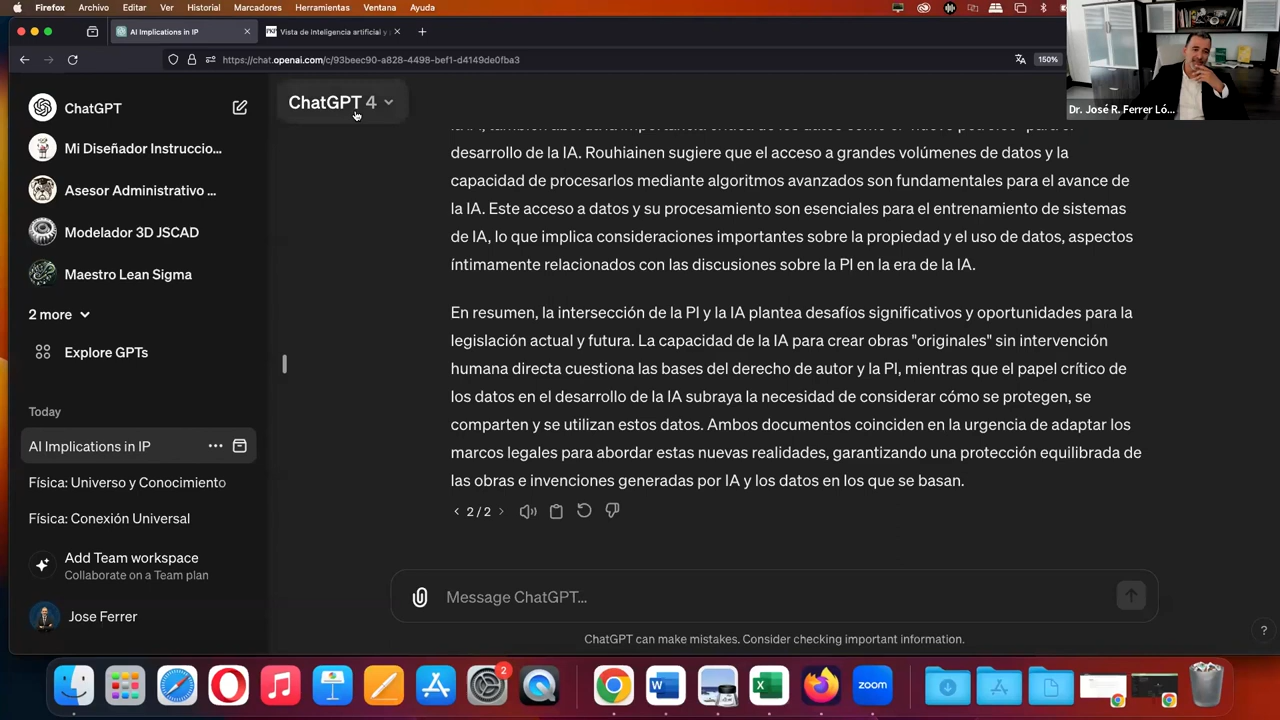 Firefox Archivo Editar Ver Historial Marcadores Herramientas Ventana Ayuda
AI Implications in IP
Vista de inteligencia artificial y
https://chat.openai.com/c/93beec90-a828-4498-bef1-d4149de0fba3
150%
Dr. José R. Ferrer Ló...
ChatGPT
Mi Diseñador Instruccio...
Asesor Administrativo ...
Modelador 3D JSCAD
Maestro Lean Sigma
2 more
Explore GPTs
Today
AI Implications in IP
Física: Universo y Conocimiento
Física: Conexión Universal
Add Team workspace
Collaborate on a Team plan
Jose Ferrer
ChatGPT 4
desarrollo de la IA. Rouhiainen sugiere que el acceso a grandes volúmenes de datos y la
capacidad de procesarlos mediante algoritmos avanzados son fundamentales para el avance de
la IA. Este acceso a datos y su procesamiento son esenciales para el entrenamiento de sistemas
de IA, lo que implica consideraciones importantes sobre la propiedad y el uso de datos, aspectos
íntimamente relacionados con las discusiones sobre la PI en la era de la IA.
En resumen, la intersección de la PI y la IA plantea desafíos significativos y oportunidades para la
legislación actual y futura. La capacidad de la IA para crear obras "originales" sin intervención
humana directa cuestiona las bases del derecho de autor y la PI, mientras que el papel crítico de
los datos en el desarrollo de la IA subraya la necesidad de considerar cómo se protegen, se
comparten y se utilizan estos datos. Ambos documentos coinciden en la urgencia de adaptar los
marcos legales para abordar estas nuevas realidades, garantizando una protección equilibrada de
las obras e invenciones generadas por IA y los datos en los que se basan.
2 / 2
Message ChatGPT...
ChatGPT can make mistakes. Consider checking important information.
?
2
zoom